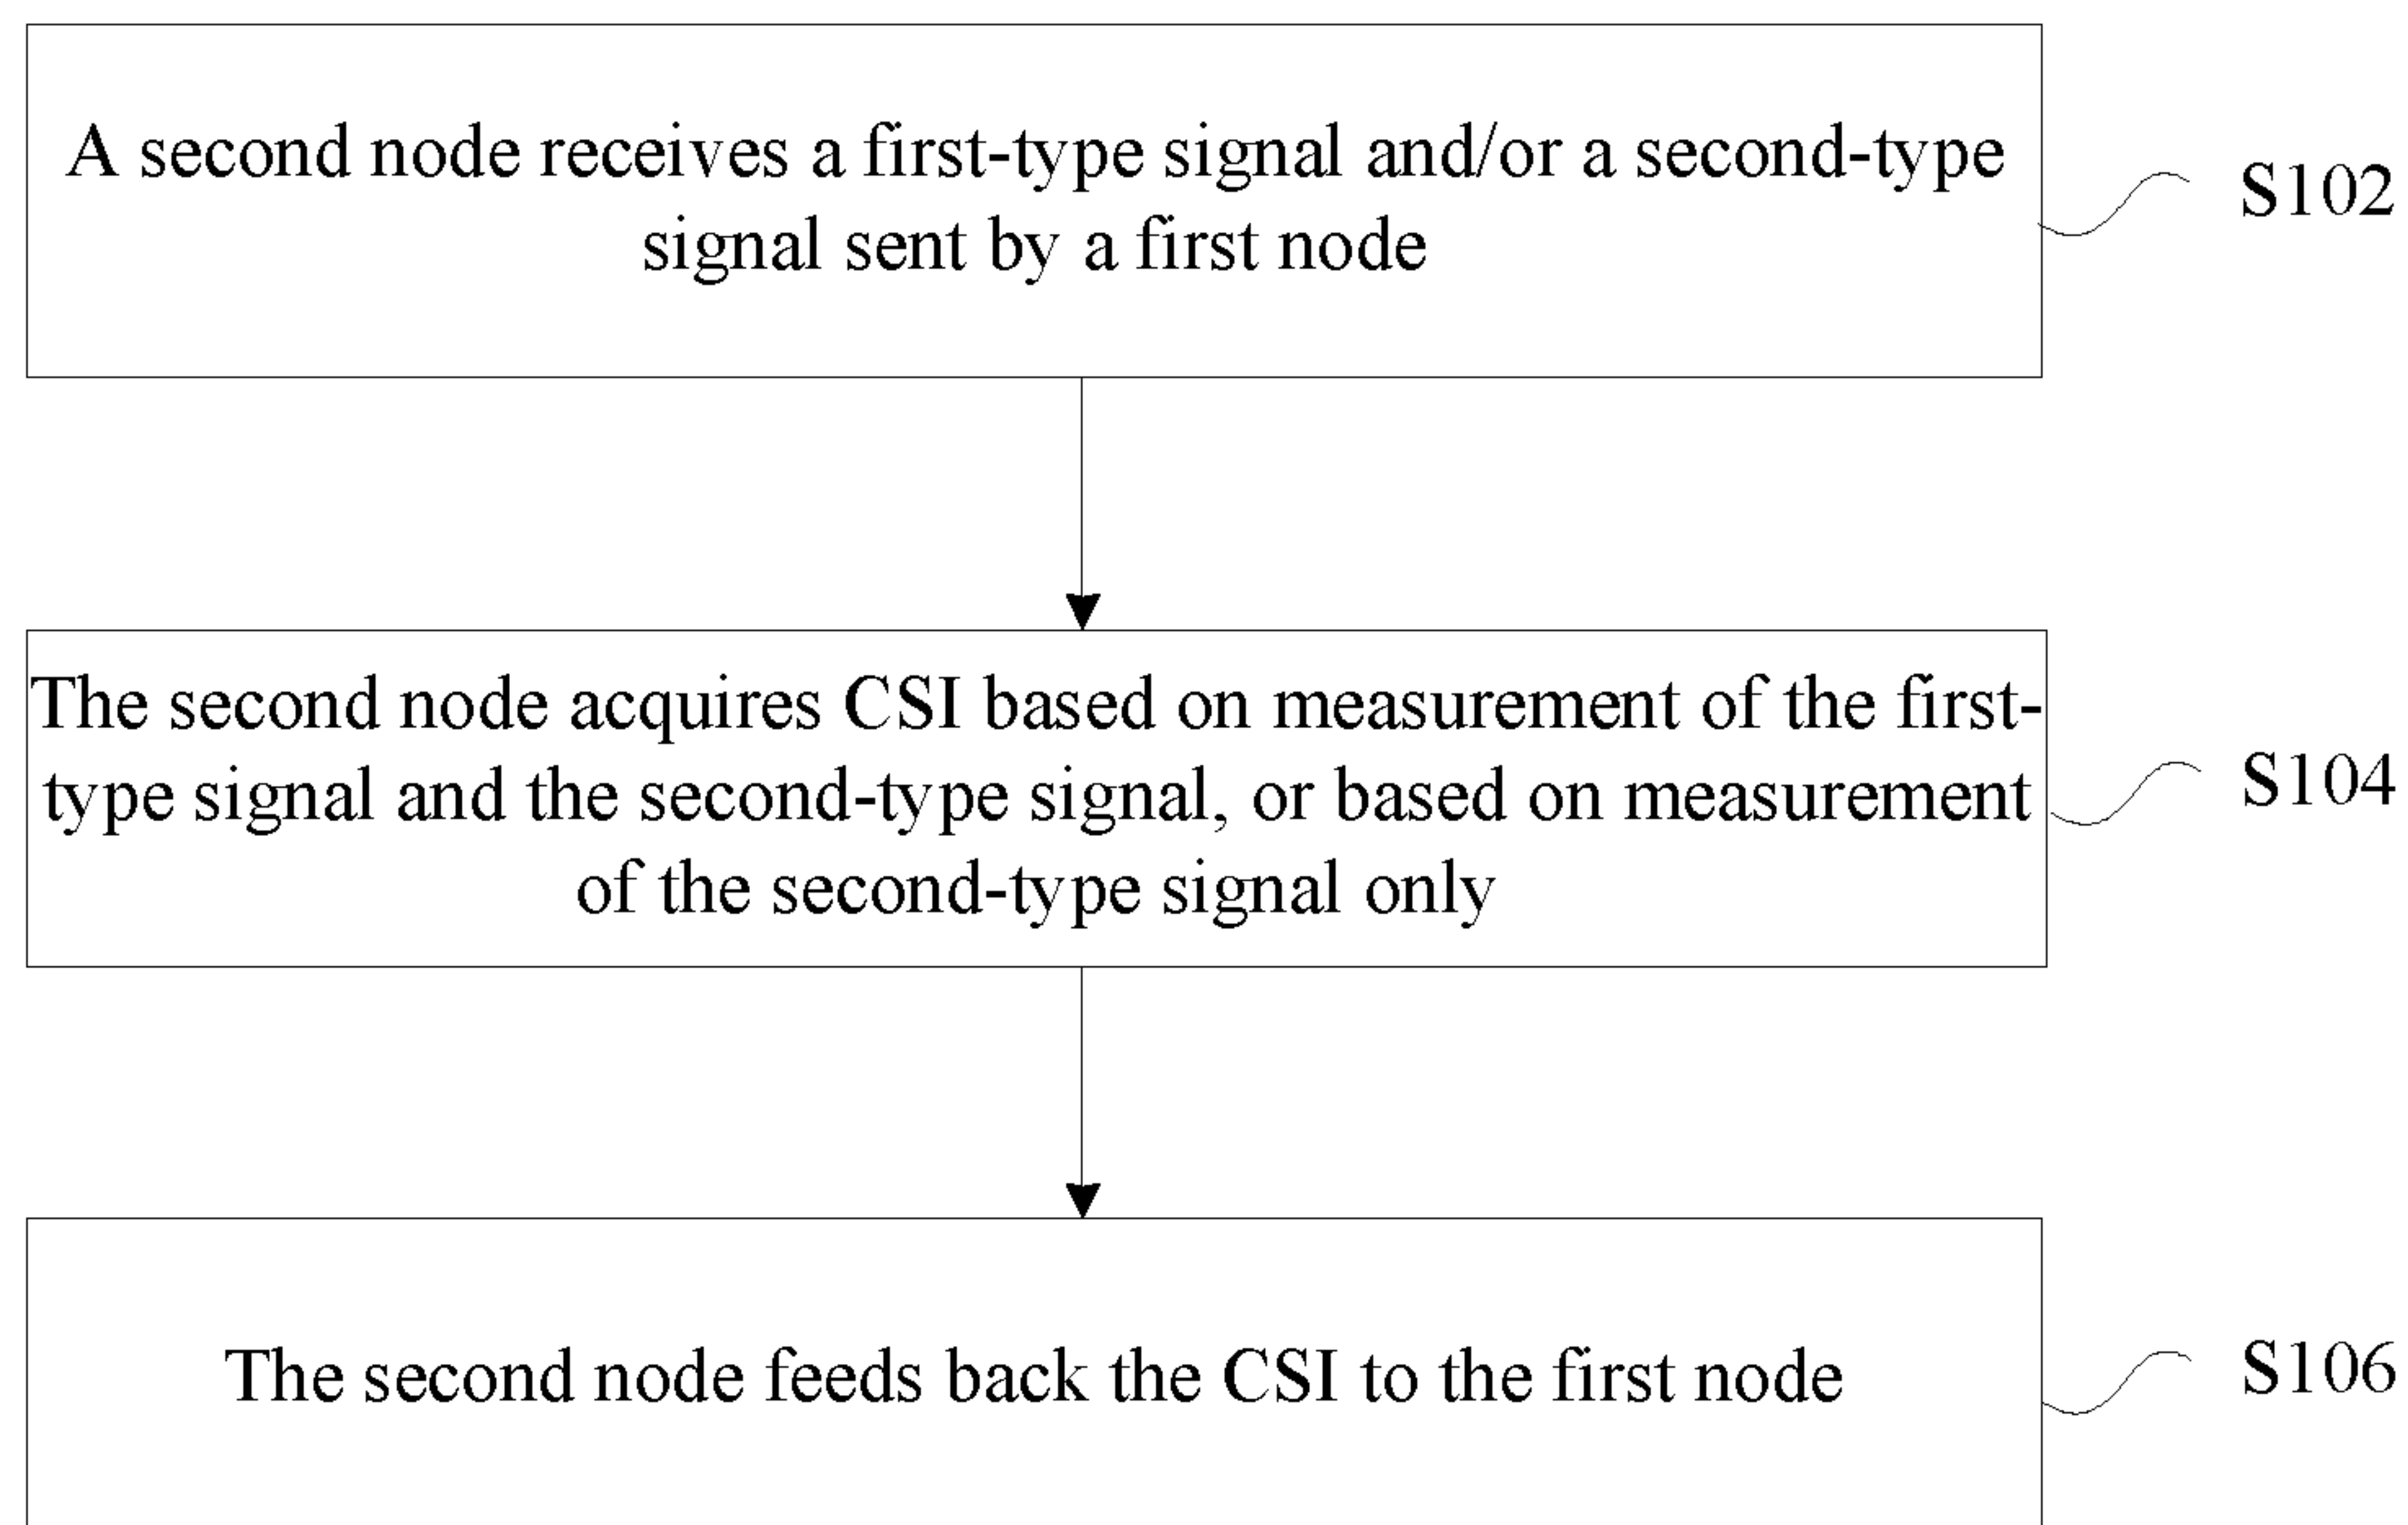 A second node receives a first-type signal and/or a second-type
signal sent by a first node
S102
The second node acquires CSI based on measurement of the first-
type signal and the second-type signal, or based on measurement
of the second-type signal only
S104
The second node feeds back the CSI to the first node
S106